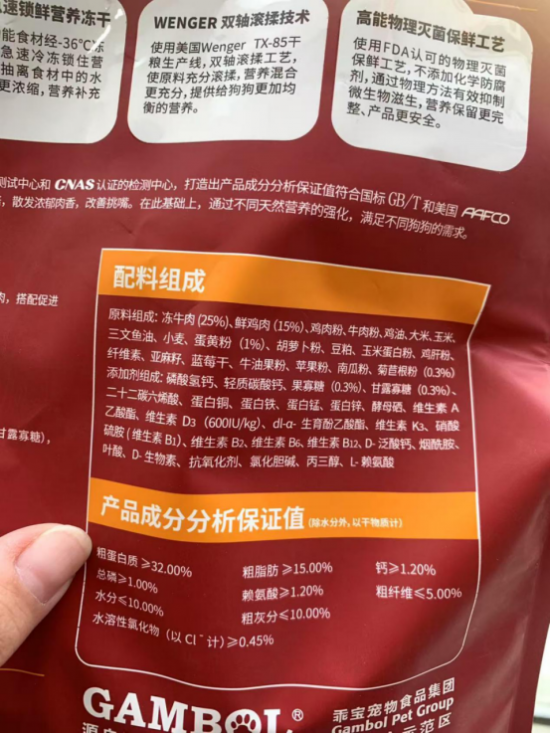 急速锁鲜营养冻干
能食材经-36℃冻
急速冷冻锁住营
抽离食材中的水
更浓缩，营养补充
WENGER 双轴滚揉技术
使用美国Wenger TX-85干
粮生产线，双轴滚揉工艺，
使原料充分滚揉，营养混合
更充分，提供给狗狗更加均
衡的营养。
高能物理灭菌保鲜工艺
使用FDA认可的物理灭菌
保鲜工艺，不添加化学防腐
剂，通过物理方法有效抑制
微生物滋生，营养保留更完
整、产品更安全。
测试中心和 CNAS 认证的检测中心，打造出产品成分分析保证值符合国标 GB/T 和美国 AAFCO
，散发浓郁肉香，改善挑嘴。在此基础上，通过不同天然营养的强化，满足不同狗狗的需求。
肉，搭配促进
甘露寡糖），
配料组成
原料组成：冻牛肉(25%)、鲜鸡肉(15%)、鸡肉粉、牛肉粉、鸡油、大米、玉米、
三文鱼油、小麦、蛋黄粉（1%）、胡萝卜粉、豆粕、玉米蛋白粉、鸡肝粉、
纤维素、亚麻籽、蓝莓干、牛油果粉、苹果粉、南瓜粉、菊苣根粉（0.3%）
添加剂组成：磷酸氢钙、轻质碳酸钙、果寡糖（0.3%）、甘露寡糖（0.3%）、
二十二碳六烯酸、蛋白铜、蛋白铁、蛋白锰、蛋白锌、酵母硒、维生素 A
乙酸酯、维生素 D3（600IU/kg）、dl-α- 生育酚乙酸酯、维生素 K3、硝酸
硫胺（维生素 B1）、维生素 B2、维生素 B6、维生素 B12、D- 泛酸钙、烟酰胺、
叶酸、D- 生物素、抗氧化剂、氯化胆碱、丙三醇、L- 赖氨酸
产品成分分析保证值（除水分外，以干物质计）
粗蛋白质 ≥32.00% 粗脂肪 ≥15.00% 钙≥1.20%
总磷≥1.00% 赖氨酸≥1.20% 粗纤维≤5.00%
水分≤10.00% 粗灰分≤10.00%
水溶性氯化物（以 Cl⁻ 计）≥0.45%
GAMBOL®
乖宝宠物食品集团
Gambol Pet Group
示范区